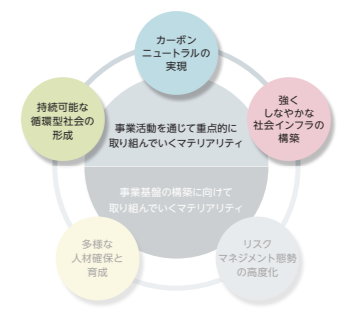 カーボン
ニュートラルの
実現
持続可能な
循環型社会の
形成
強く
しなやかな
社会インフラの
構築
事業活動を通じて重点的に
取り組んでいくマテリアリティ
事業基盤の構築に向けて
取り組んでいくマテリアリティ
多様な
人材確保と
育成
リスク
マネジメント態勢
の高度化